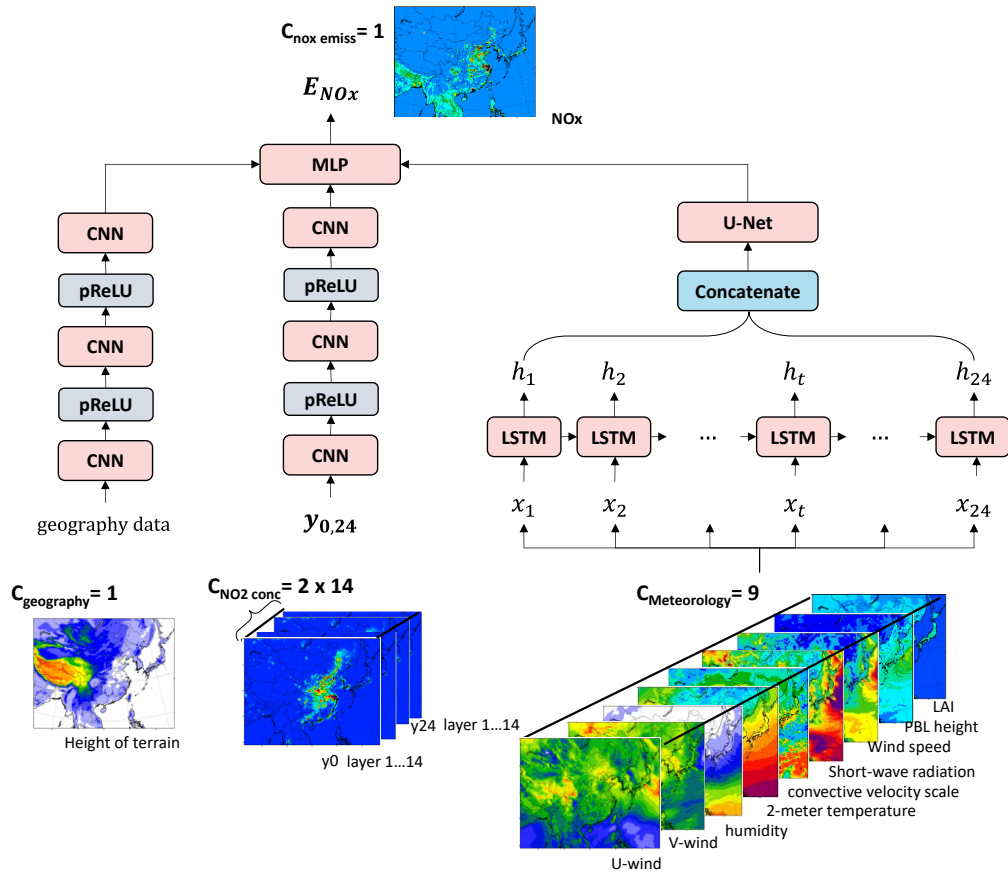 C_nox emiss= 1
E_NOx
NOx
MLP
CNN
CNN
U-Net
pReLU
pReLU
Concatenate
CNN
CNN
h_1
h_2
h_t
h_24
pReLU
pReLU
LSTM
LSTM
...
LSTM
...
LSTM
CNN
CNN
geography data
y_0,24
x_1
x_2
x_t
x_24
C_geography= 1
C_NO2 conc= 2 x 14
C_Meteorology= 9
Height of terrain
y24 layer 1...14
y0 layer 1...14
LAI
PBL height
Wind speed
Short-wave radiation
convective velocity scale
2-meter temperature
humidity
V-wind
U-wind